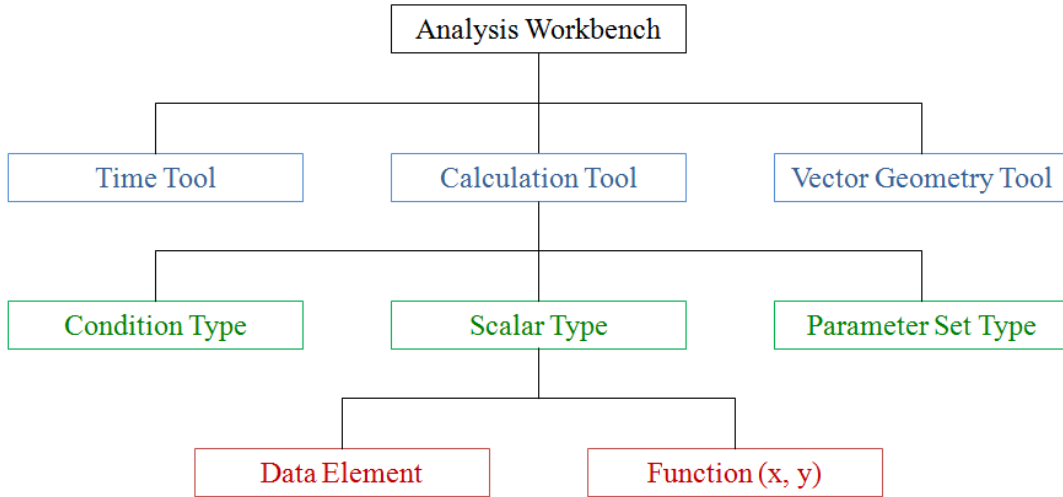 Analysis Workbench
Time Tool
Calculation Tool
Vector Geometry Tool
Condition Type
Scalar Type
Parameter Set Type
Data Element
Function (x, y)